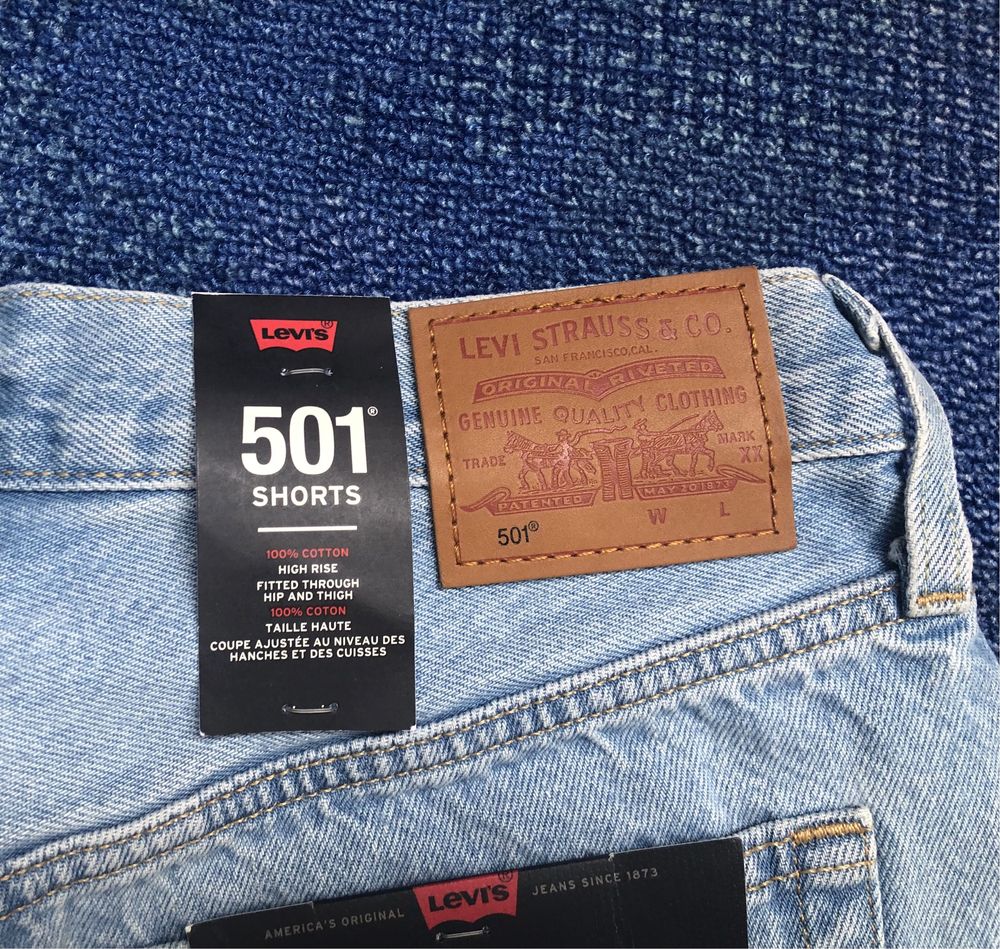 LEVI'S®
501®
SHORTS
100% COTTON
HIGH RISE
FITTED THROUGH
HIP AND THIGH
100% COTON
TAILLE HAUTE
COUPE AJUSTÉE AU NIVEAU DES
HANCHES ET DES CUISSES
LEVI STRAUSS & CO.
SAN FRANCISCO, CAL.
ORIGINAL RIVETED
GENUINE QUALITY CLOTHING
TRADE MARK
XX
PATENTED MAY 20 1873
501® W L
AMERICA'S ORIGINAL LEVI'S® JEANS SINCE 1873